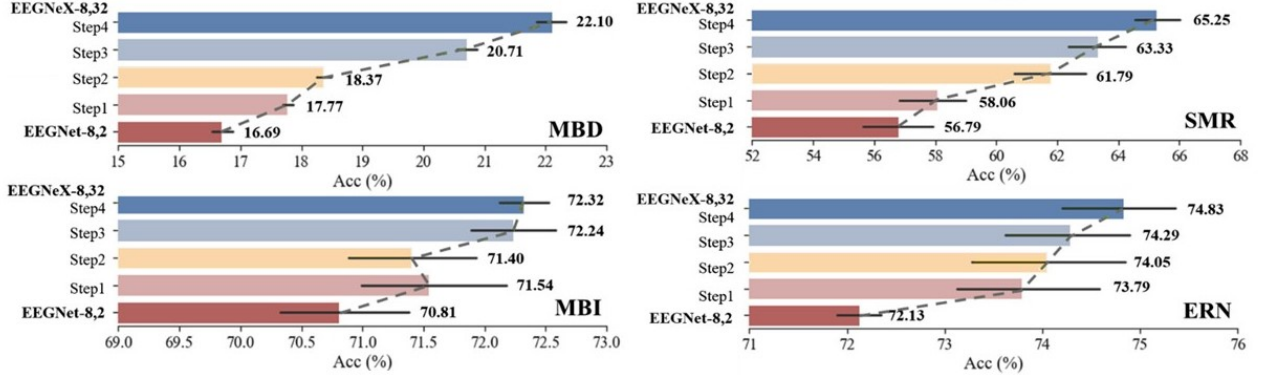 EEGNeX-8,32
Step4
22.10
Step3
20.71
Step2
18.37
Step1
17.77
EEGNet-8,2
16.69
MBD
15 16 17 18 19 20 21 22 23
Acc (%)
EEGNeX-8,32
Step4
65.25
Step3
63.33
Step2
61.79
Step1
58.06
EEGNet-8,2
56.79
SMR
52 54 56 58 60 62 64 66 68
Acc (%)
EEGNeX-8,32
Step4
72.32
Step3
72.24
Step2
71.40
Step1
71.54
EEGNet-8,2
70.81
MBI
69.0 69.5 70.0 70.5 71.0 71.5 72.0 72.5 73.0
Acc (%)
EEGNeX-8,32
Step4
74.83
Step3
74.29
Step2
74.05
Step1
73.79
EEGNet-8,2
72.13
ERN
71 72 73 74 75 76
Acc (%)